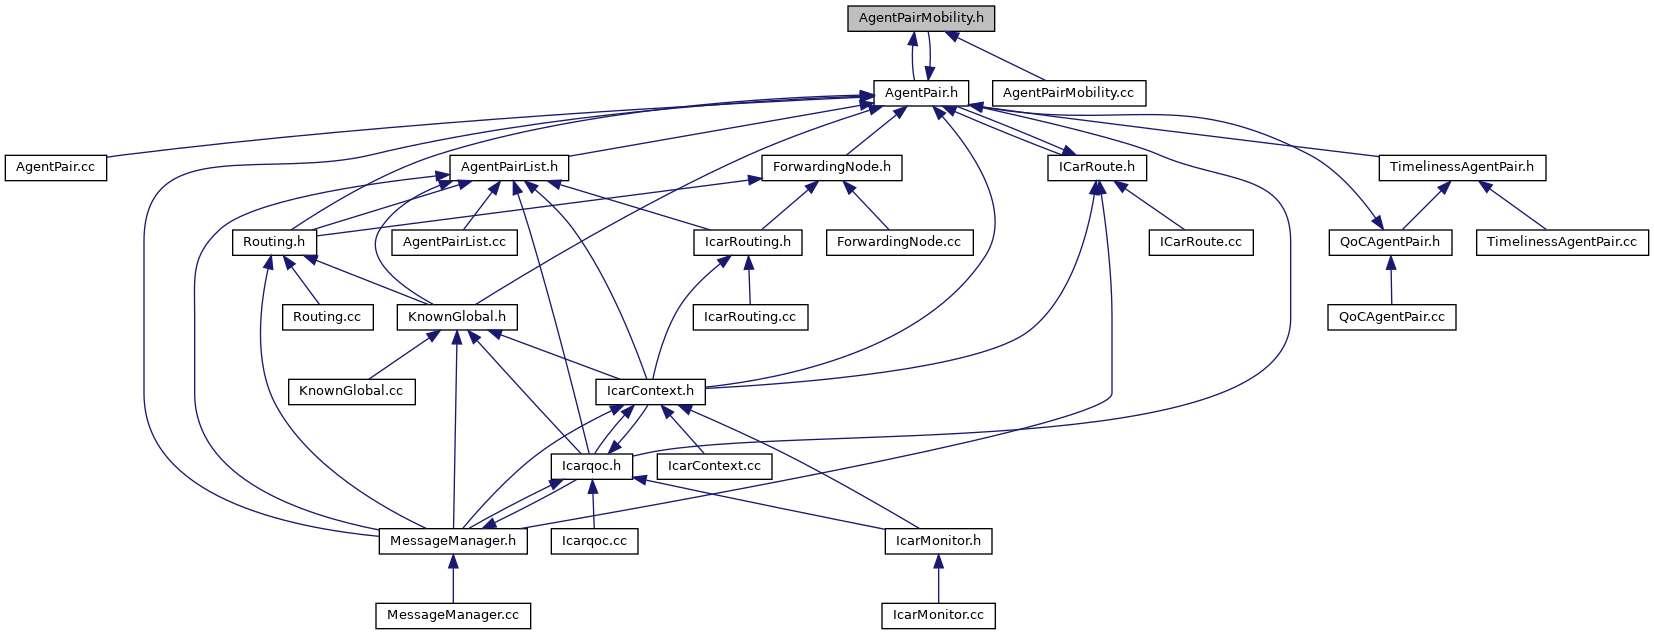 AgentPairMobility.h
AgentPair.h
AgentPairMobility.cc
AgentPair.cc
AgentPairList.h
ForwardingNode.h
ICarRoute.h
TimelinessAgentPair.h
Routing.h
AgentPairList.cc
IcarRouting.h
ForwardingNode.cc
ICarRoute.cc
QoCAgentPair.h
TimelinessAgentPair.cc
Routing.cc
KnownGlobal.h
IcarRouting.cc
QoCAgentPair.cc
KnownGlobal.cc
IcarContext.h
Icarqoc.h
IcarContext.cc
MessageManager.h
Icarqoc.cc
IcarMonitor.h
MessageManager.cc
IcarMonitor.cc